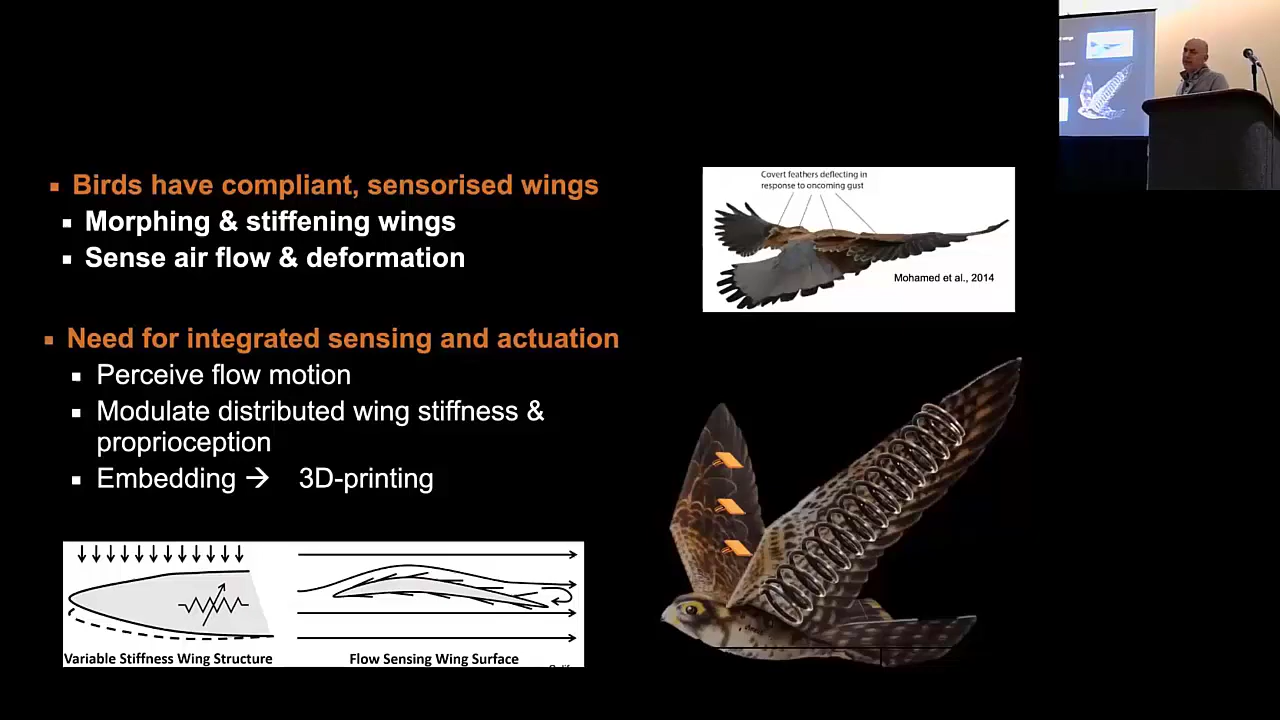 Birds have compliant, sensorised wings
Morphing & stiffening wings
Sense air flow & deformation
Need for integrated sensing and actuation
Perceive flow motion
Modulate distributed wing stiffness &
proprioception
Embedding → 3D-printing
Covert feathers deflecting in
response to oncoming gust
Mohamed et al., 2014
Variable Stiffness Wing Structure
Flow Sensing Wing Surface